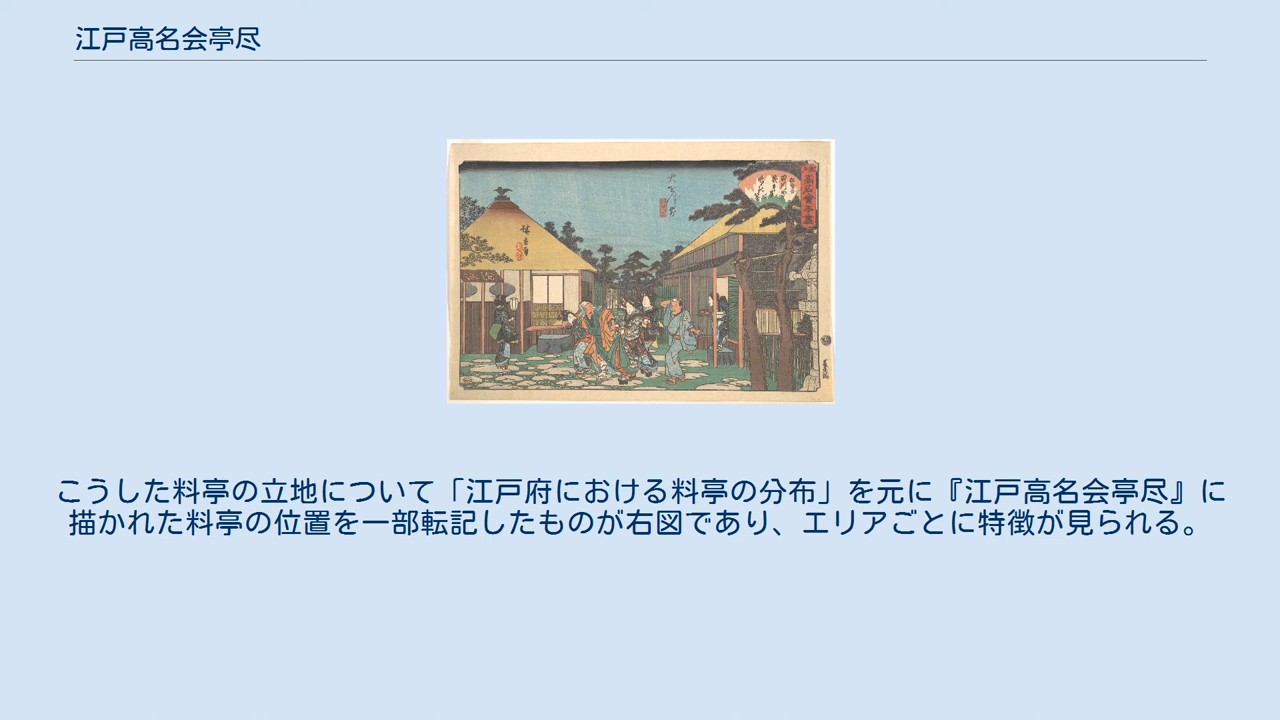 江戸高名会亭尽
こうした料亭の立地について「江戸府における料亭の分布」を元に『江戸高名会亭尽』に
描かれた料亭の位置を一部転記したものが右図であり、エリアごとに特徴が見られる。